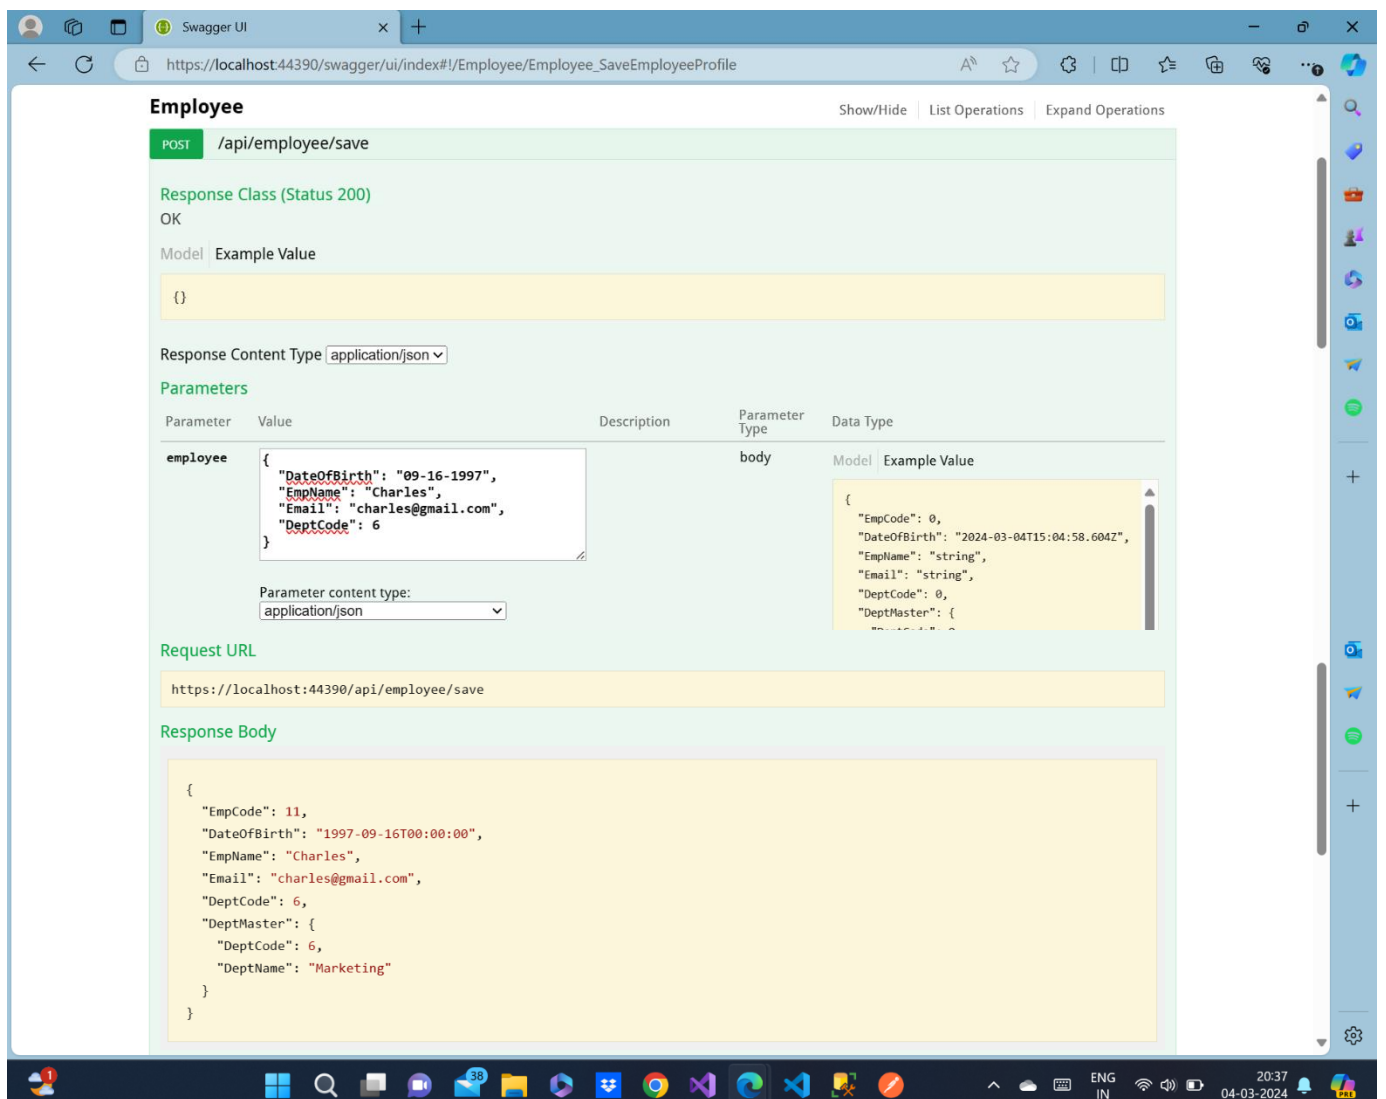 Swagger UI
https://localhost:44390/swagger/ui/index#!/Employee/Employee_SaveEmployeeProfile
Employee
Show/Hide List Operations Expand Operations
POST /api/employee/save
Response Class (Status 200)
OK
Model Example Value
{}
Response Content Type application/json
Parameters
Parameter Value Description Parameter Type Data Type
employee
{
"DateOfBirth": "09-16-1997",
"EmpName": "Charles",
"Email": "charles@gmail.com",
"DeptCode": 6
}
Parameter content type:
application/json
body
Model Example Value
{
"EmpCode": 0,
"DateOfBirth": "2024-03-04T15:04:58.604Z",
"EmpName": "string",
"Email": "string",
"DeptCode": 0,
"DeptMaster": {
Request URL
https://localhost:44390/api/employee/save
Response Body
{
"EmpCode": 11,
"DateOfBirth": "1997-09-16T00:00:00",
"EmpName": "Charles",
"Email": "charles@gmail.com",
"DeptCode": 6,
"DeptMaster": {
"DeptCode": 6,
"DeptName": "Marketing"
}
}
1
38
ENG
IN
20:37
04-03-2024
PRE